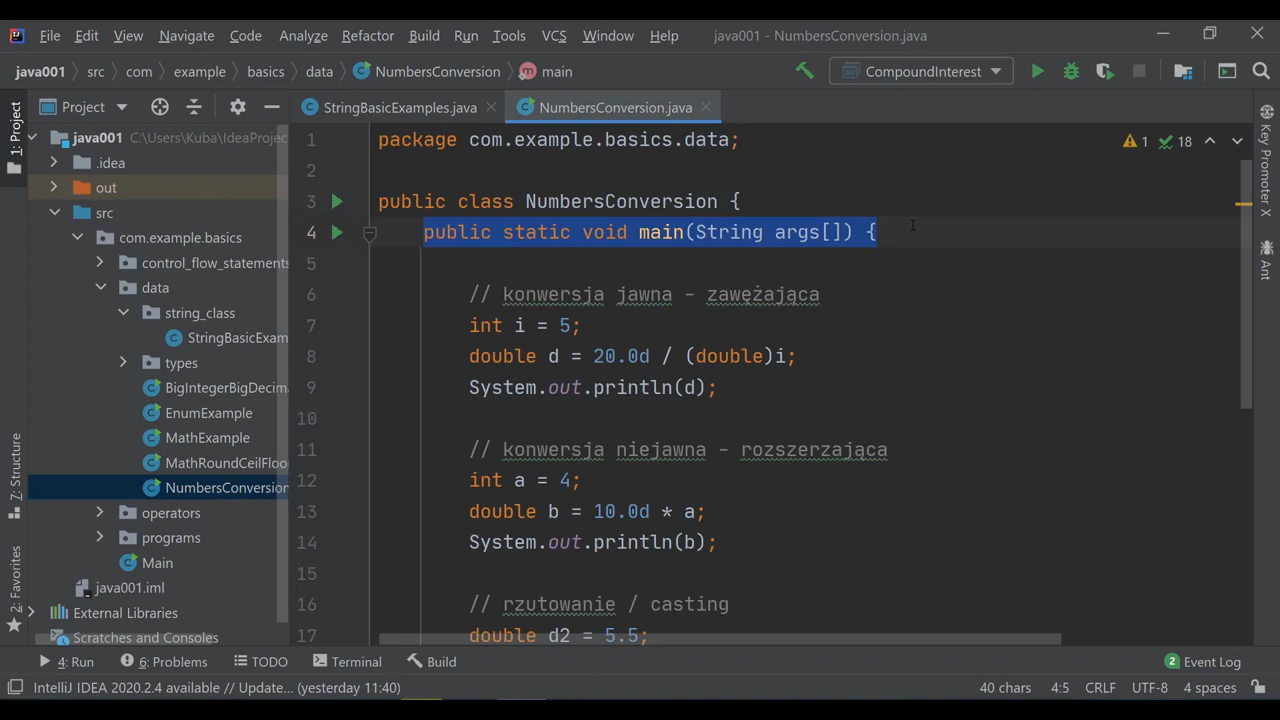 File Edit View Navigate Code Analyze Refactor Build Run Tools VCS Window Help java001 - NumbersConversion.java
java001 src com example basics data NumbersConversion main CompoundInterest
1: Project
Project
StringBasicExamples.java NumbersConversion.java
java001 C:\Users\Kuba\IdeaProjec
.idea
out
src
com.example.basics
control_flow_statements
data
string_class
StringBasicExam
types
BigIntegerBigDecima
EnumExample
MathExample
MathRoundCeilFloo
NumbersConversion
operators
programs
Main
java001.iml
External Libraries
Scratches and Consoles
7: Structure
2: Favorites
1 package com.example.basics.data;
2
3 public class NumbersConversion {
4 public static void main(String args[]) {
5
6 // konwersja jawna - zawężająca
7 int i = 5;
8 double d = 20.0d / (double)i;
9 System.out.println(d);
10
11 // konwersja niejawna - rozszerzająca
12 int a = 4;
13 double b = 10.0d * a;
14 System.out.println(b);
15
16 // rzutowanie / casting
17 double d2 = 5.5;
1 18
Key Promoter X
Ant
4: Run 6: Problems TODO Terminal Build 2 Event Log
IntelliJ IDEA 2020.2.4 available // Update... (yesterday 11:40) 40 chars 4:5 CRLF UTF-8 4 spaces